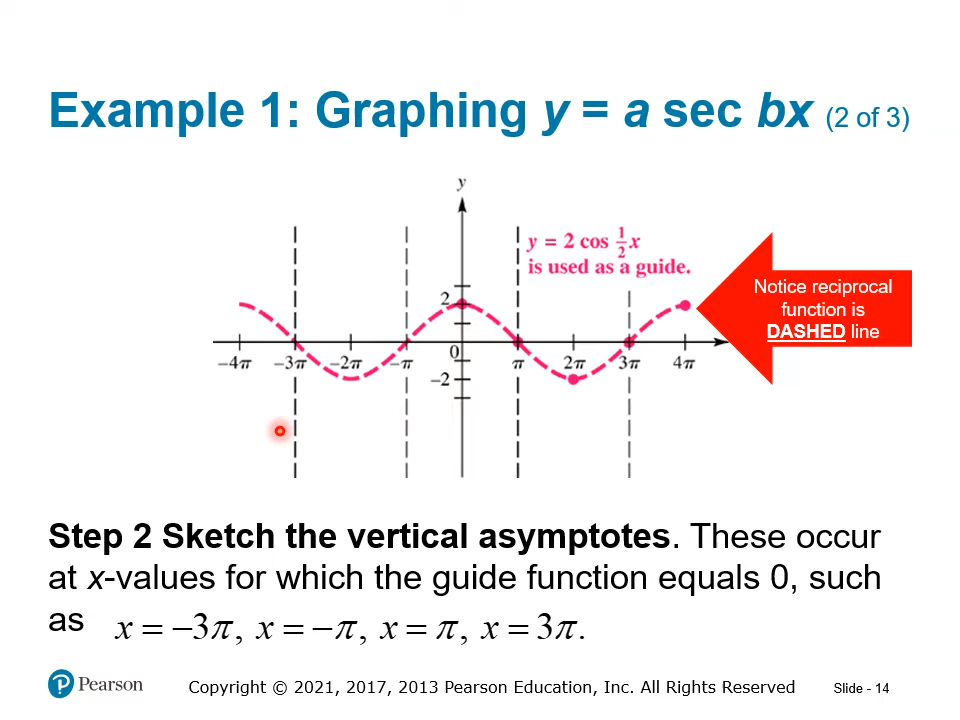 Example 1: Graphing y = a sec bx (2 of 3)
y
y = 2 cos 1/2 x
is used as a guide.
Notice reciprocal
function is
DASHED line
2
0
−4π −3π −2π −π π 2π 3π 4π
−2
Step 2 Sketch the vertical asymptotes. These occur
at x-values for which the guide function equals 0, such
as x = −3π, x = −π, x = π, x = 3π.
P Pearson
Copyright © 2021, 2017, 2013 Pearson Education, Inc. All Rights Reserved
Slide - 14